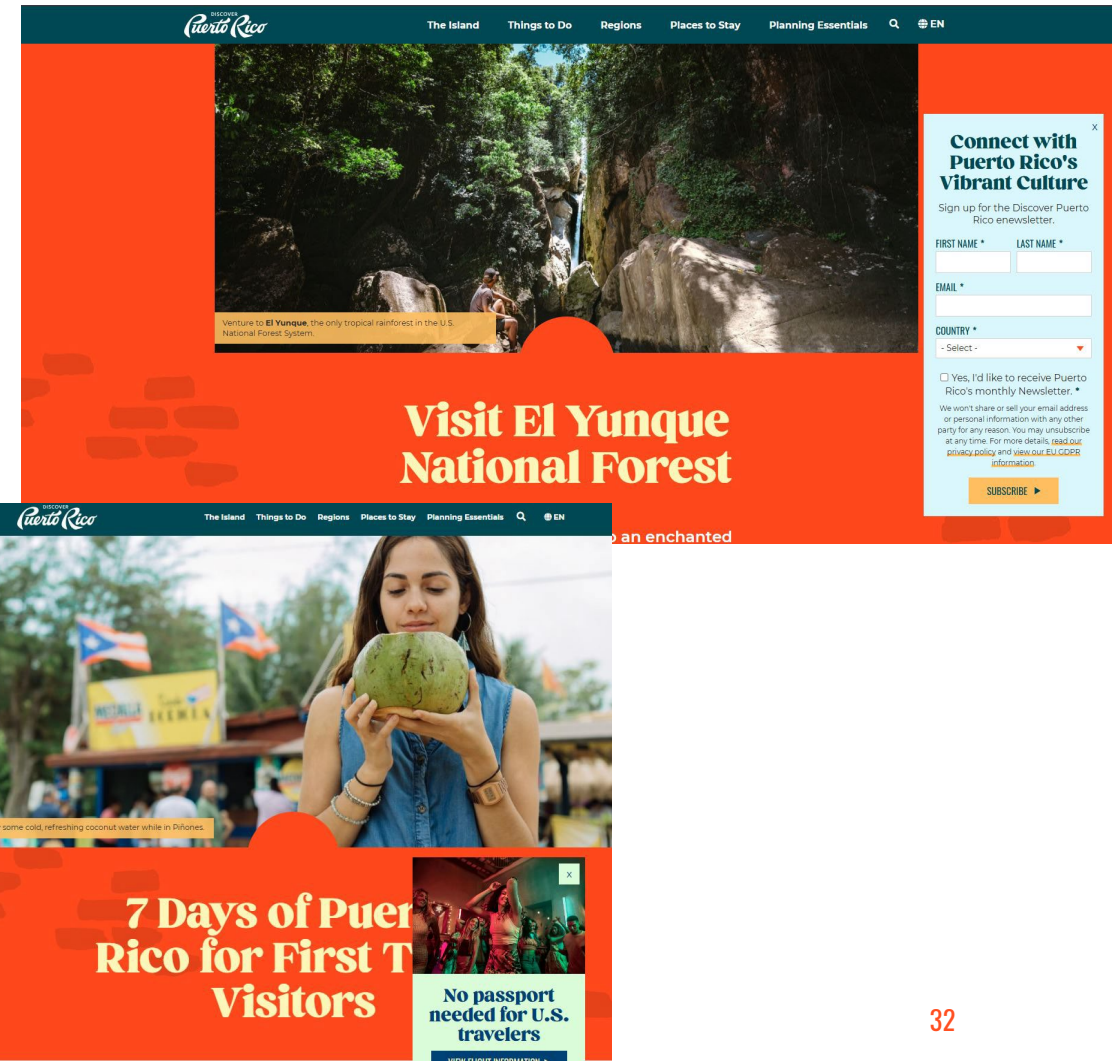 DISCOVER
Puerto Rico
The Island Things to Do Regions Places to Stay Planning Essentials EN
Venture to El Yunque, the only tropical rainforest in the U.S.
National Forest System.
Visit El Yunque
National Forest
an enchanted
X
Connect with
Puerto Rico's
Vibrant Culture
Sign up for the Discover Puerto
Rico enewsletter.
FIRST NAME * LAST NAME *
EMAIL *
COUNTRY *
- Select -
Yes, I'd like to receive Puerto
Rico's monthly Newsletter. *
We won't share or sell your email address
or personal information with any other
party for any reason. You may unsubscribe
at any time. For more details, read our
privacy policy and view our EU GDPR
information.
SUBSCRIBE
DISCOVER
Puerto Rico
The Island Things to Do Regions Places to Stay Planning Essentials EN
some cold, refreshing coconut water while in Piñones.
7 Days of Puer
Rico for First T
Visitors
X
No passport
needed for U.S.
travelers
VIEW FLIGHT INFORMATION
32